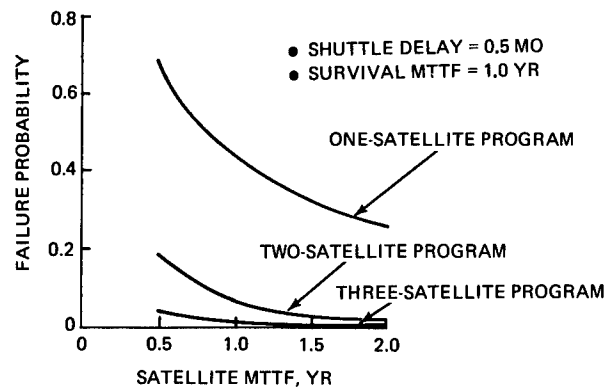 0.8
● SHUTTLE DELAY = 0.5 MO
● SURVIVAL MTTF = 1.0 YR
0.6
ONE-SATELLITE PROGRAM
0.4
FAILURE PROBABILITY
0.2
TWO-SATELLITE PROGRAM
THREE-SATELLITE PROGRAM
0
0 0.5 1.0 1.5 2.0
SATELLITE MTTF, YR